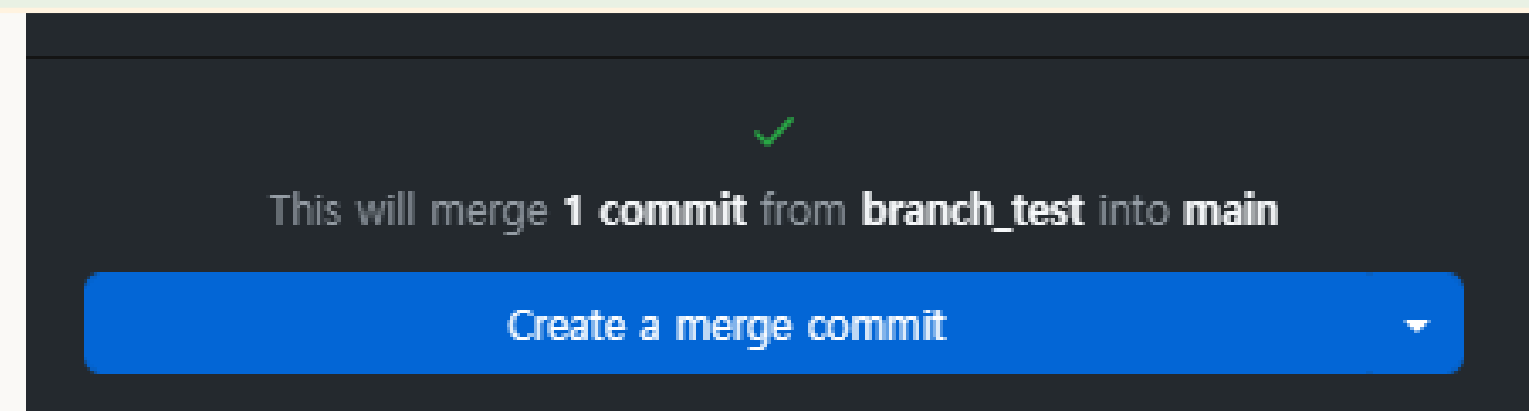 This will merge 1 commit from branch_test into main
Create a merge commit